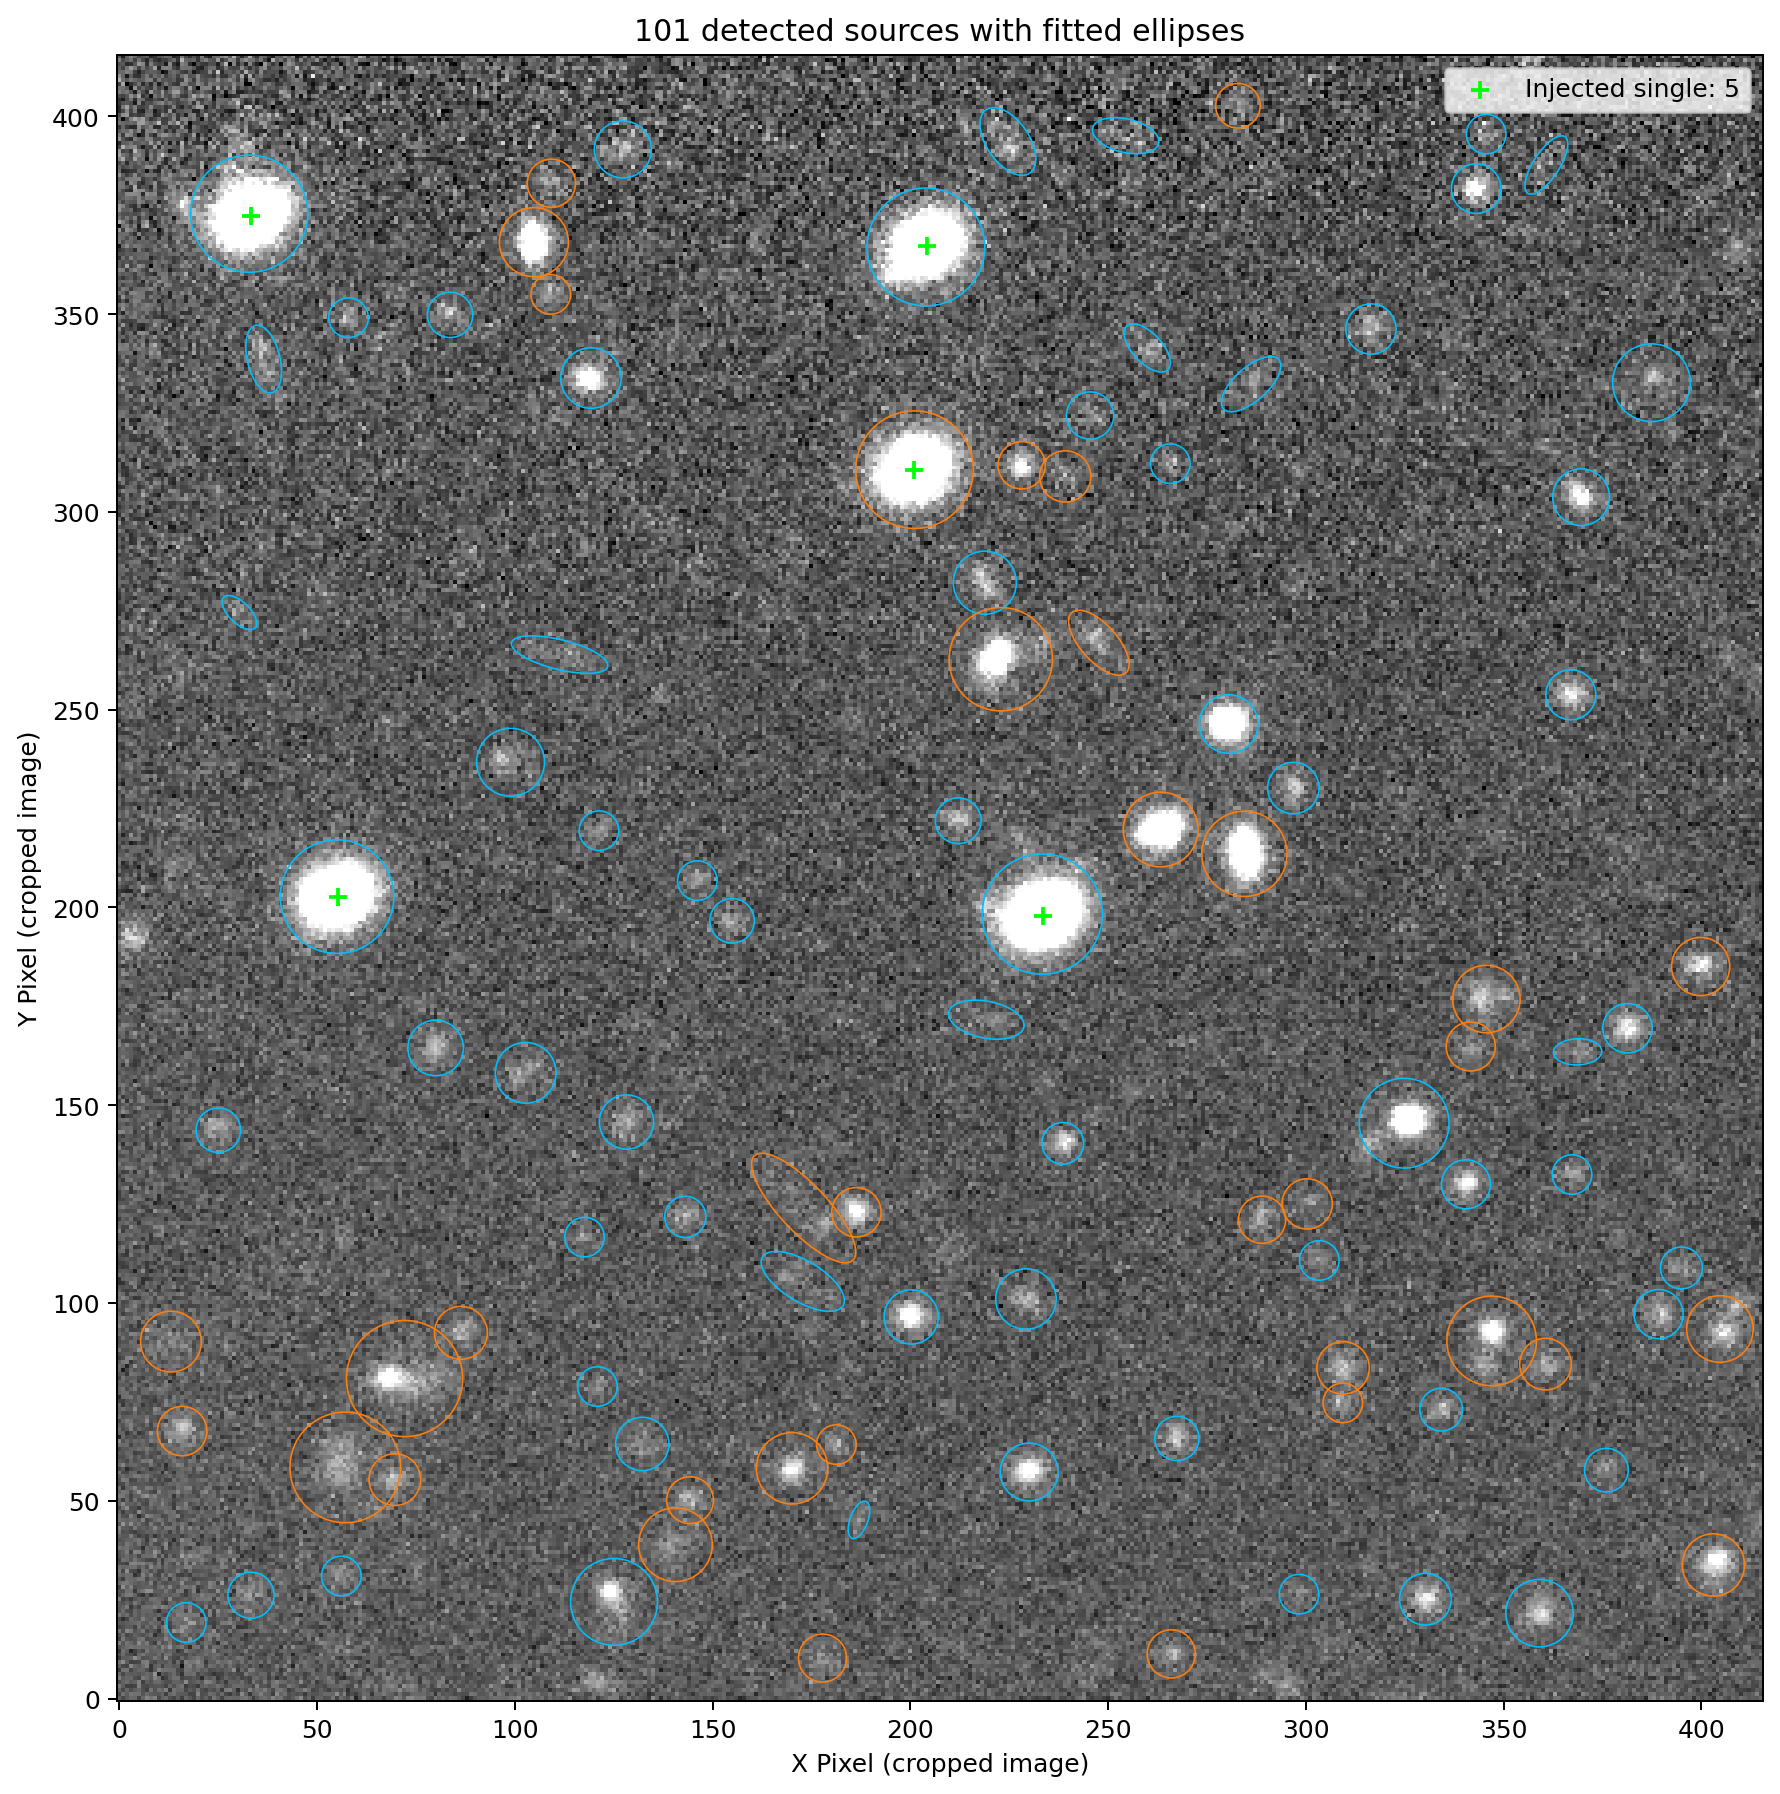 101 detected sources with fitted ellipses
Injected single: 5
400
350
300
250
200
150
100
50
0
Y Pixel (cropped image)
0 50 100 150 200 250 300 350 400
X Pixel (cropped image)